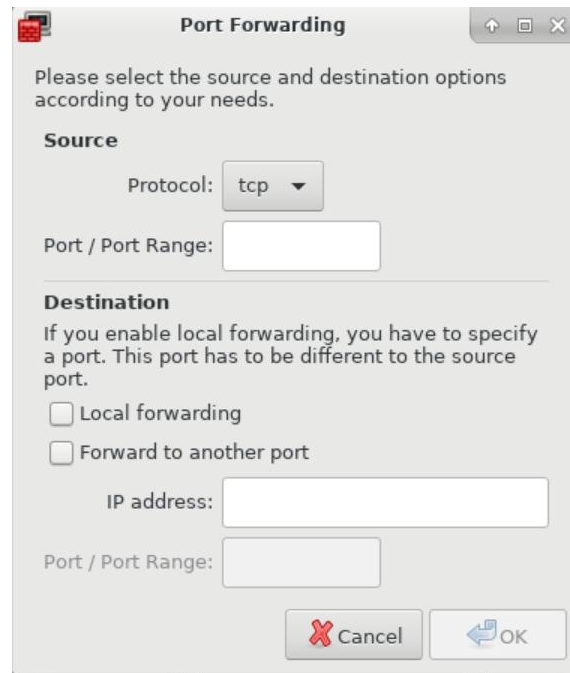 Port Forwarding
Please select the source and destination options
according to your needs.
Source
Protocol: tcp
Port / Port Range:
Destination
If you enable local forwarding, you have to specify
a port. This port has to be different to the source
port.
Local forwarding
Forward to another port
IP address:
Port / Port Range:
Cancel OK